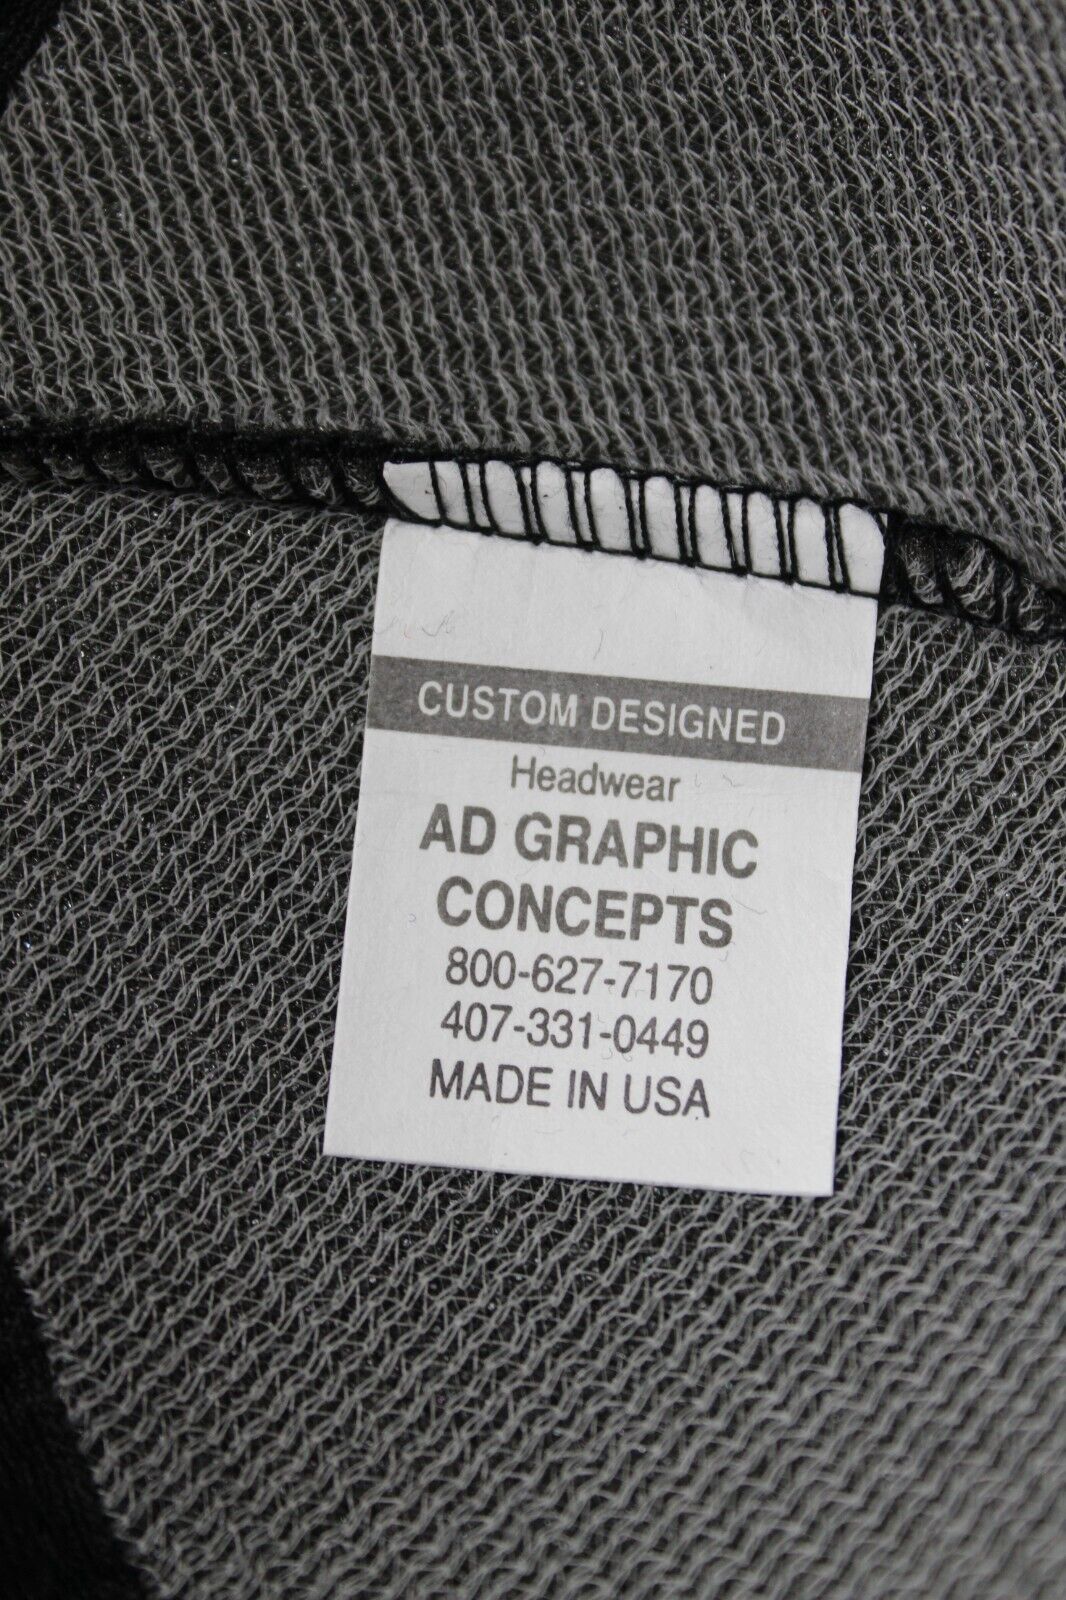 CUSTOM DESIGNED
Headwear
AD GRAPHIC
CONCEPTS
800-627-7170
407-331-0449
MADE IN USA